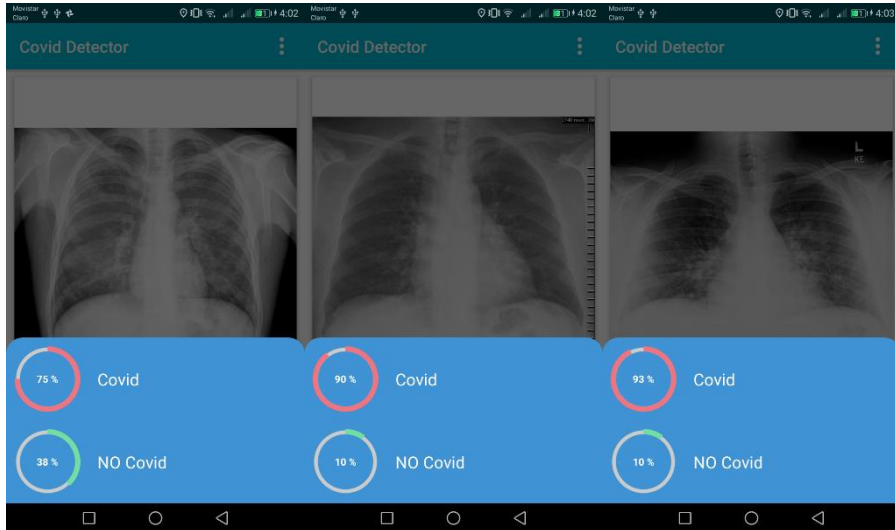 Movistar
Claro
4:02
Covid Detector
75 %
Covid
38 %
NO Covid
Movistar
Claro
4:02
Covid Detector
90 %
Covid
10 %
NO Covid
Movistar
Claro
4:03
Covid Detector
L
KE
93 %
Covid
10 %
NO Covid